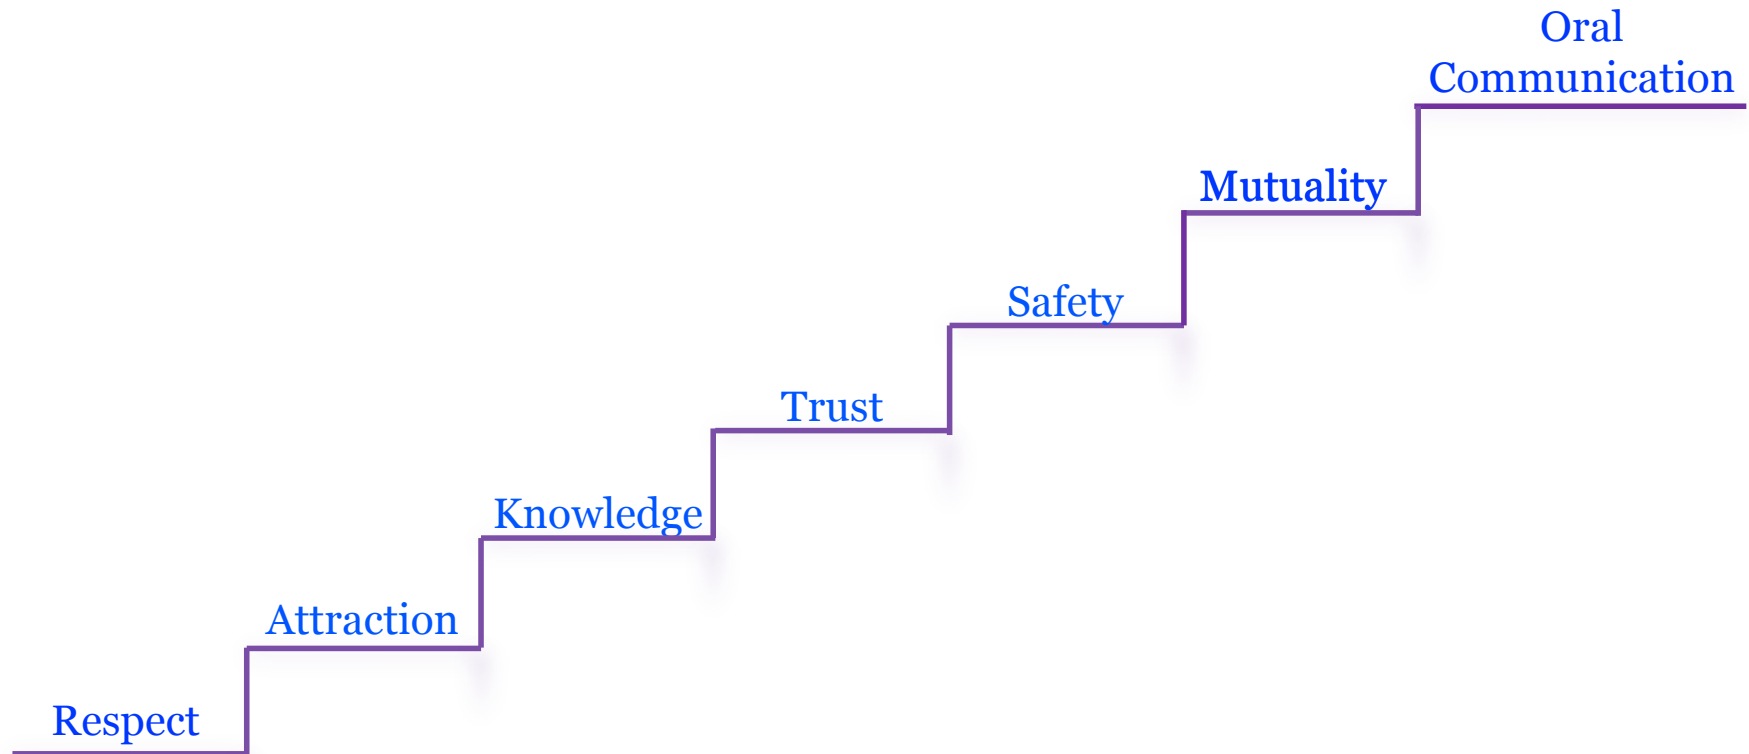 Oral
Communication
Mutuality
Safety
Trust
Knowledge
Attraction
Respect